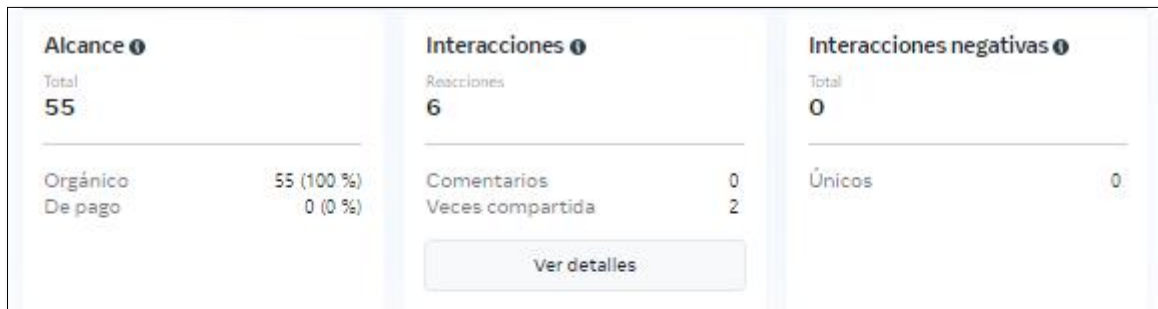 Alcance
Total
55
Orgánico 55 (100 %)
De pago 0 (0 %)
Interacciones
Reacciones
6
Comentarios 0
Veces compartida 2
Ver detalles
Interacciones negativas
Total
0
Únicos 0